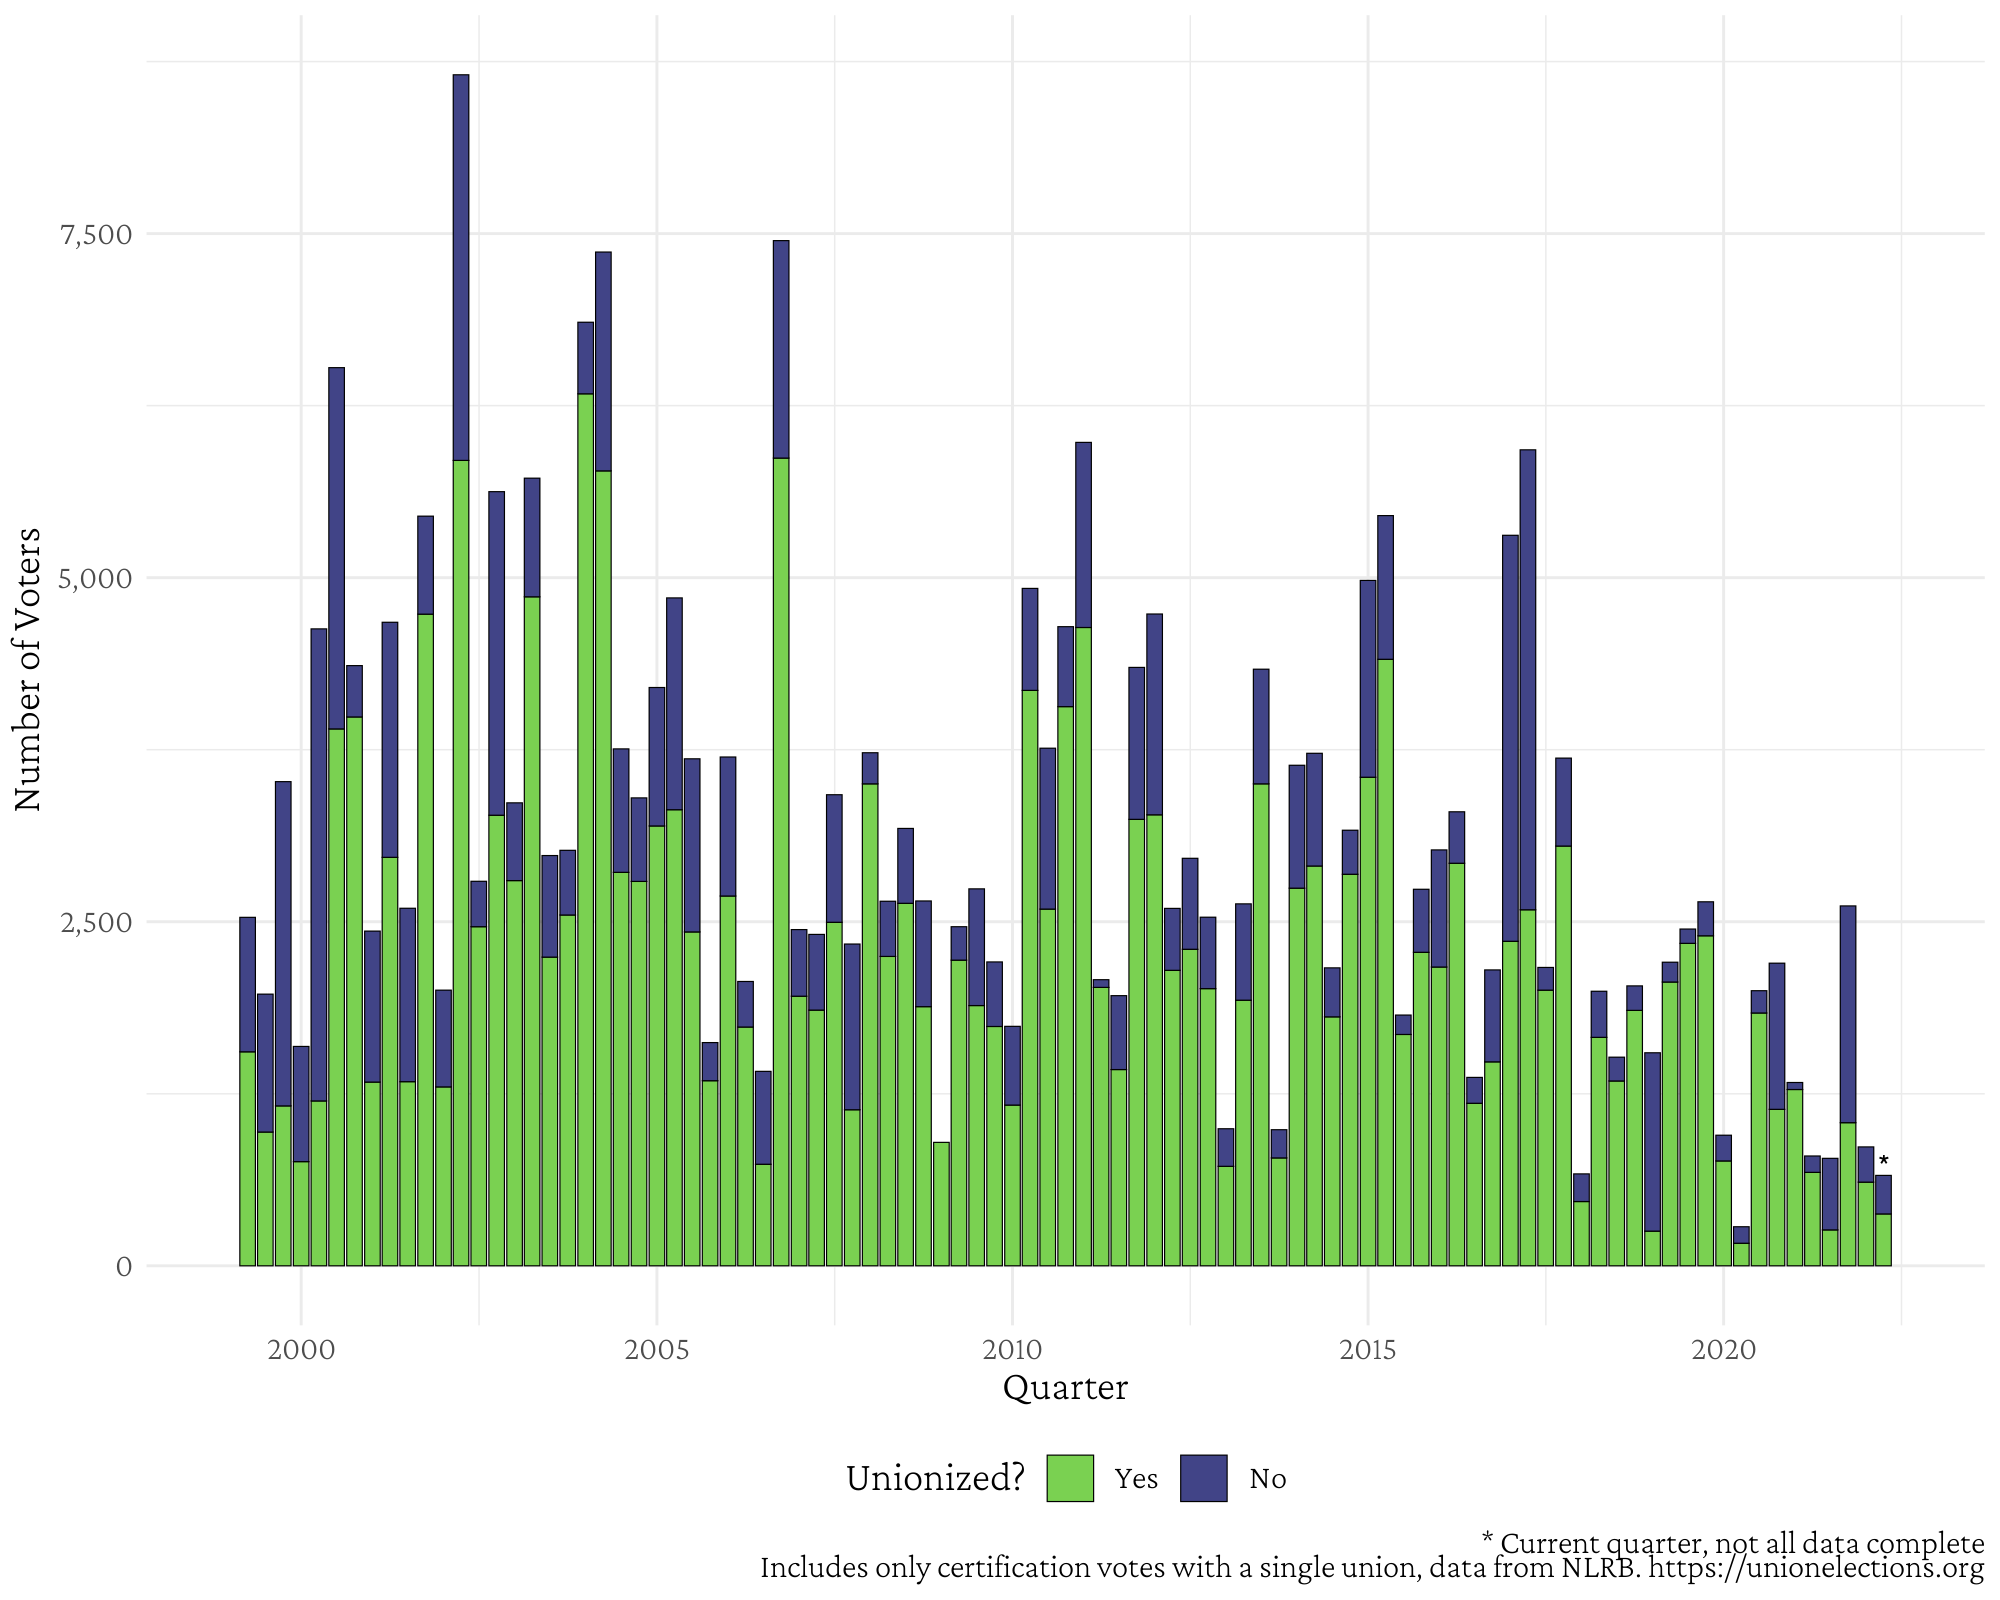 7,500
5,000
2,500
0
Number of Voters
2000 2005 2010 2015 2020
Quarter
Unionized? Yes No
*
* Current quarter, not all data complete
Includes only certification votes with a single union, data from NLRB. https://unionelections.org